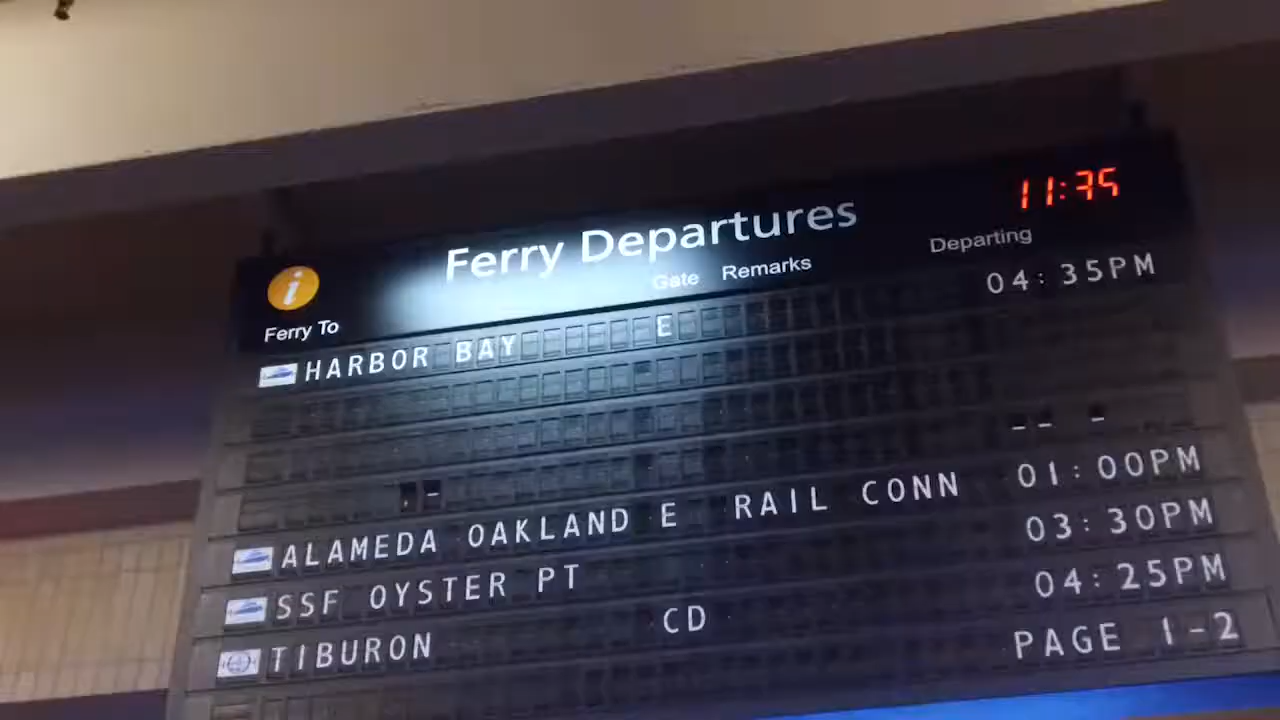 Ferry Departures 11:35
Ferry To Gate Remarks Departing
HARBOR BAY E 04:35PM
ALAMEDA OAKLAND E RAIL CONN 01:00PM
SSF OYSTER PT 03:30PM
TIBURON CD 04:25PM
PAGE 1-2